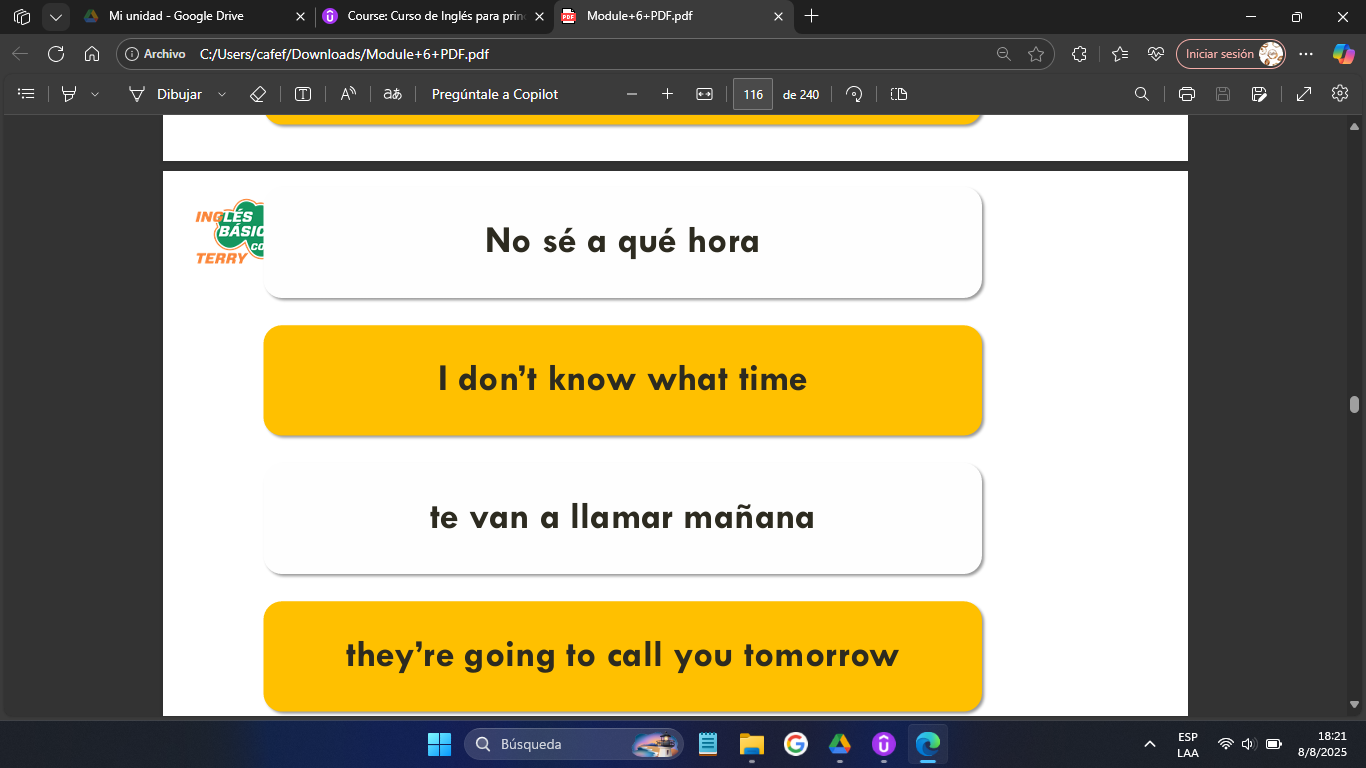 Mi unidad - Google Drive
Course: Curso de Inglés para prin
Module+6+PDF.pdf
Archivo
C:/Users/cafef/Downloads/Module+6+PDF.pdf
Iniciar sesión
Dibujar
Pregúntale a Copilot
116
de 240
INGLÉS
BÁSIC
CO
TERRY
No sé a qué hora
I don’t know what time
te van a llamar mañana
they’re going to call you tomorrow
Búsqueda
ESP
LAA
18:21
8/8/2025